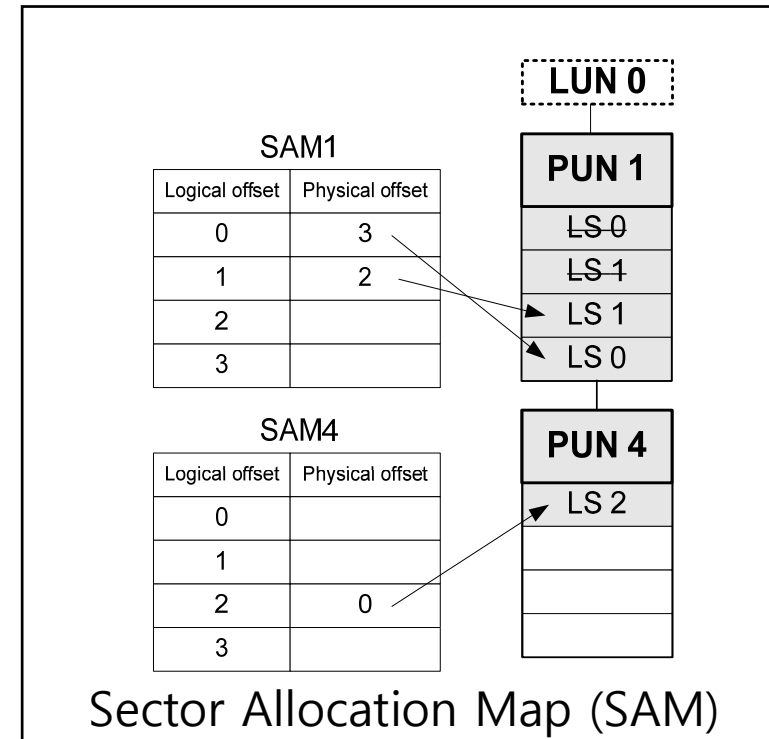 LUN 0
SAM1
Logical offset Physical offset
0 3
1 2
2
3
PUN 1
LS 0
LS 1
LS 1
LS 0
SAM4
Logical offset Physical offset
0
1
2 0
3
PUN 4
LS 2
Sector Allocation Map (SAM)